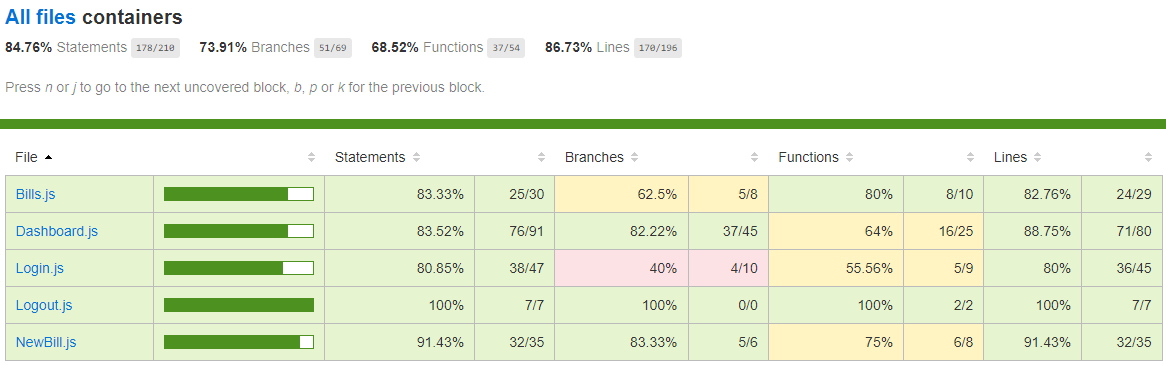 All files containers
84.76% Statements 178/210 73.91% Branches 51/69 68.52% Functions 37/54 86.73% Lines 170/196
Press n or j to go to the next uncovered block, b, p or k for the previous block.
File Statements Branches Functions Lines
Bills.js 83.33% 25/30 62.5% 5/8 80% 8/10 82.76% 24/29
Dashboard.js 83.52% 76/91 82.22% 37/45 64% 16/25 88.75% 71/80
Login.js 80.85% 38/47 40% 4/10 55.56% 5/9 80% 36/45
Logout.js 100% 7/7 100% 0/0 100% 2/2 100% 7/7
NewBill.js 91.43% 32/35 83.33% 5/6 75% 6/8 91.43% 32/35